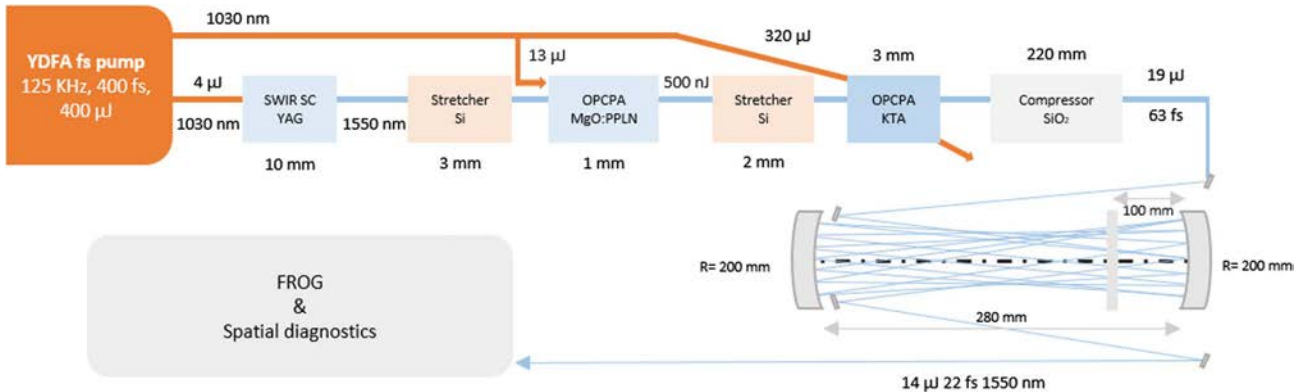 1030 nm
YDFA fs pump
125 KHz, 400 fs,
400 µJ
4 µJ
1030 nm
SWIR SC
YAG
10 mm
1550 nm
Stretcher
Si
3 mm
13 µJ
OPCPA
MgO:PPLN
1 mm
500 nJ
Stretcher
Si
2 mm
320 µJ
3 mm
OPCPA
KTA
220 mm
Compressor
SiO₂
19 µJ
63 fs
100 mm
R= 200 mm
R= 200 mm
280 mm
FROG
&
Spatial diagnostics
14 µJ 22 fs 1550 nm